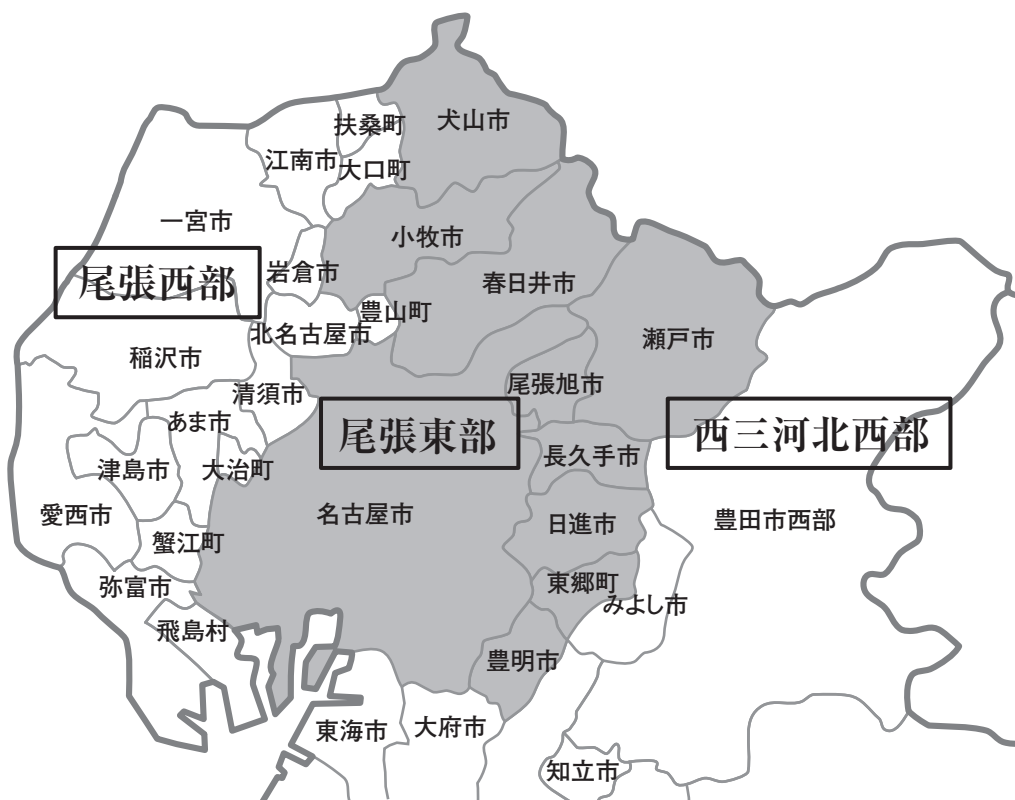 扶桑町
犬山市
江南市
大口町
一宮市
小牧市
尾張西部
岩倉市
春日井市
豊山町
北名古屋市
瀬戸市
稲沢市
尾張旭市
清須市
あま市
尾張東部
西三河北西部
津島市
大治町
長久手市
愛西市
名古屋市
豊田市西部
日進市
蟹江町
弥富市
東郷町
みよし市
飛島村
豊明市
東海市
大府市
知立市